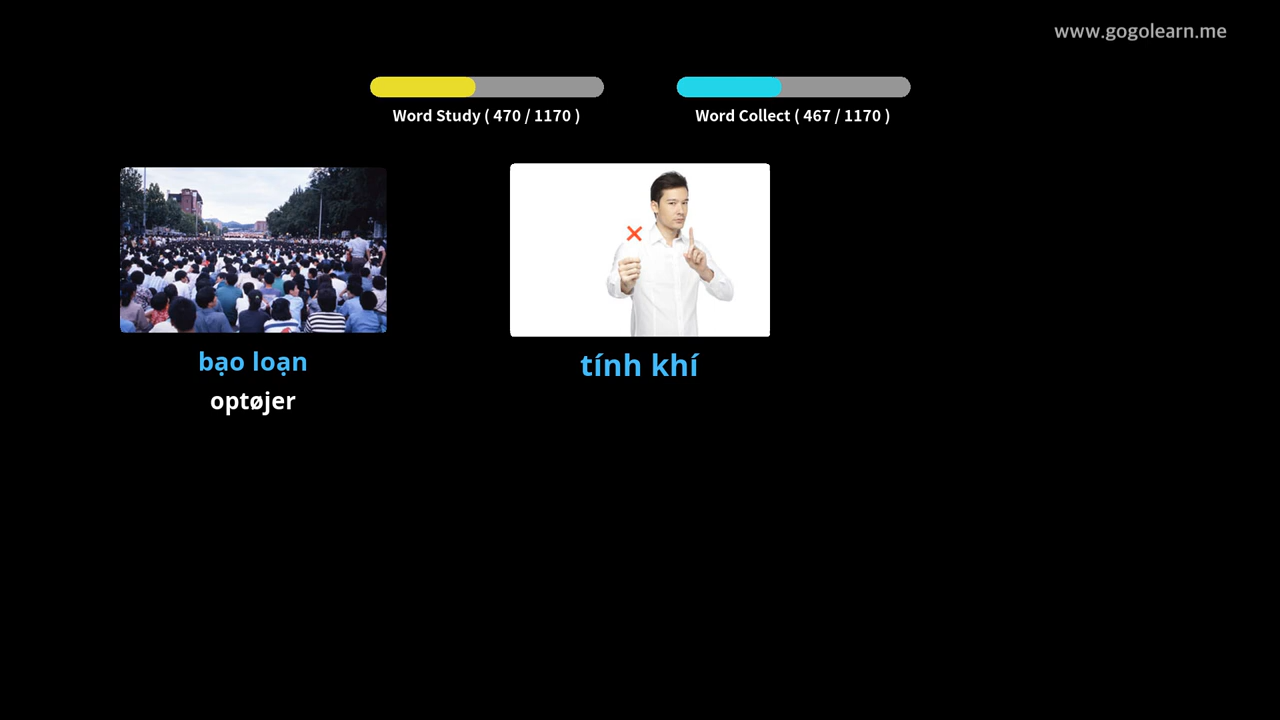 www.gogolearn.me
Word Study ( 470 / 1170 )
Word Collect ( 467 / 1170 )
bạo loạn
optøjer
tính khí